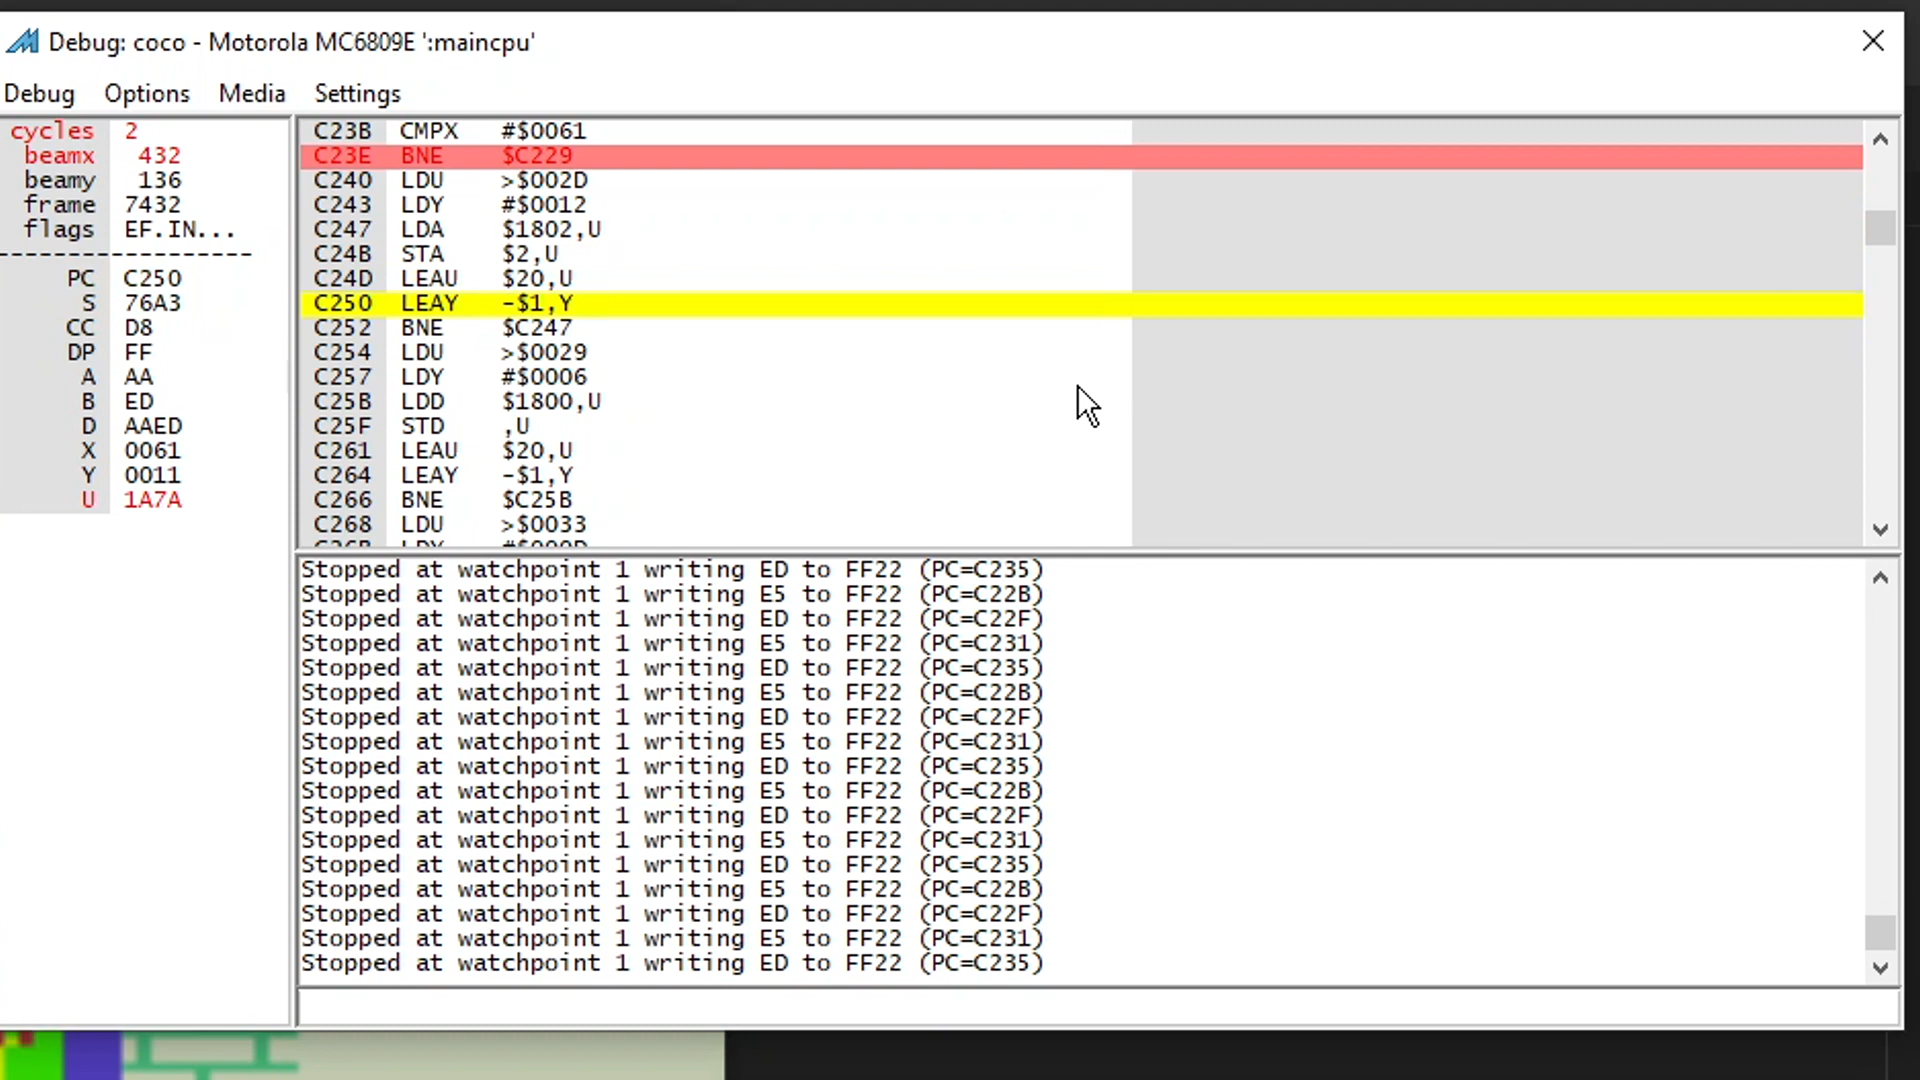 Debug: coco - Motorola MC6809E ':maincpu'
Debug Options Media Settings
cycles 2
beamx 432
beamy 136
frame 7432
flags EF.IN...
------------------
PC C250
S 76A3
CC D8
DP FF
A AA
B ED
D AAED
X 0061
Y 0011
U 1A7A
C23B CMPX #$0061
C23E BNE $C229
C240 LDU >$002D
C243 LDY #$0012
C247 LDA $1802,U
C24B STA $2,U
C24D LEAU $20,U
C250 LEAY -$1,Y
C252 BNE $C247
C254 LDU >$0029
C257 LDY #$0006
C25B LDD $1800,U
C25F STD ,U
C261 LEAU $20,U
C264 LEAY -$1,Y
C266 BNE $C25B
C268 LDU >$0033
Stopped at watchpoint 1 writing ED to FF22 (PC=C235)
Stopped at watchpoint 1 writing E5 to FF22 (PC=C22B)
Stopped at watchpoint 1 writing ED to FF22 (PC=C22F)
Stopped at watchpoint 1 writing E5 to FF22 (PC=C231)
Stopped at watchpoint 1 writing ED to FF22 (PC=C235)
Stopped at watchpoint 1 writing E5 to FF22 (PC=C22B)
Stopped at watchpoint 1 writing ED to FF22 (PC=C22F)
Stopped at watchpoint 1 writing E5 to FF22 (PC=C231)
Stopped at watchpoint 1 writing ED to FF22 (PC=C235)
Stopped at watchpoint 1 writing E5 to FF22 (PC=C22B)
Stopped at watchpoint 1 writing ED to FF22 (PC=C22F)
Stopped at watchpoint 1 writing E5 to FF22 (PC=C231)
Stopped at watchpoint 1 writing ED to FF22 (PC=C235)
Stopped at watchpoint 1 writing E5 to FF22 (PC=C22B)
Stopped at watchpoint 1 writing ED to FF22 (PC=C22F)
Stopped at watchpoint 1 writing E5 to FF22 (PC=C231)
Stopped at watchpoint 1 writing ED to FF22 (PC=C235)